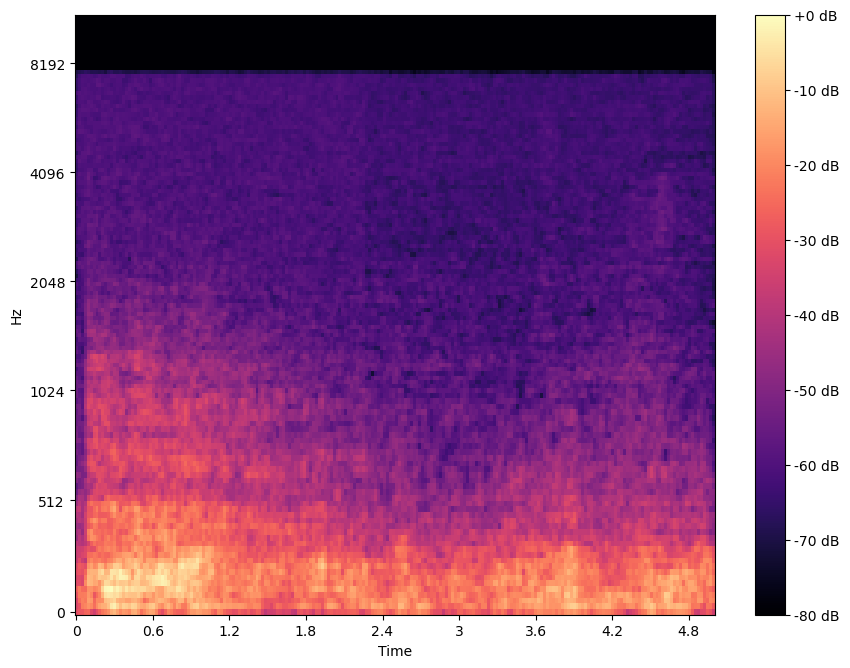 +0 dB
8192
-10 dB
4096
-20 dB
-30 dB
2048
Hz
-40 dB
1024
-50 dB
512
-60 dB
-70 dB
0
-80 dB
0 0.6 1.2 1.8 2.4 3 3.6 4.2 4.8
Time